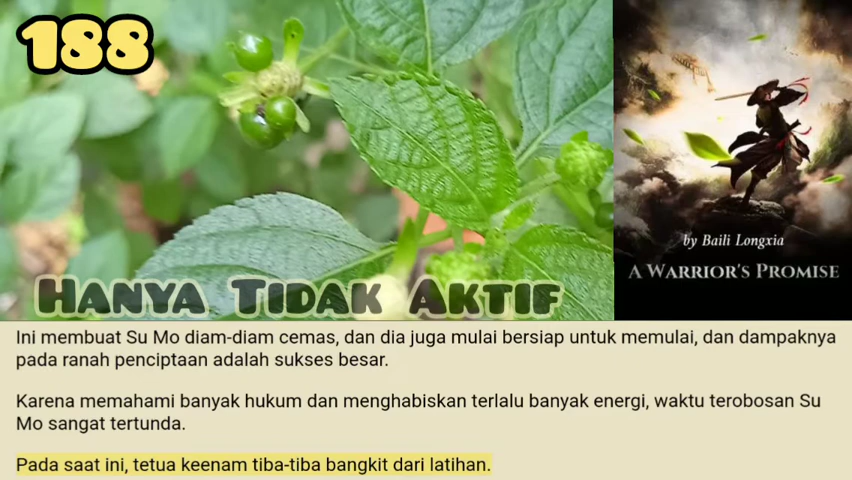 188
HANYA TIDAK AKTIF
by Baili Longxia
A WARRIOR'S PROMISE
Ini membuat Su Mo diam-diam cemas, dan dia juga mulai bersiap untuk memulai, dan dampaknya
pada ranah penciptaan adalah sukses besar.
Karena memahami banyak hukum dan menghabiskan terlalu banyak energi, waktu terobosan Su
Mo sangat tertunda.
Pada saat ini, tetua keenam tiba-tiba bangkit dari latihan.